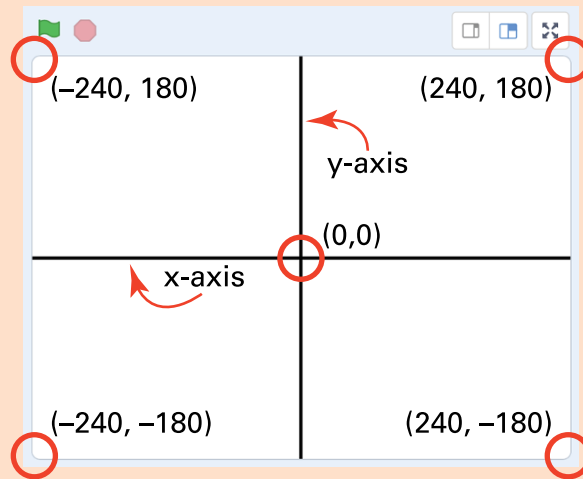 (–240, 180)
(240, 180)
y-axis
(0,0)
x-axis
(–240, –180)
(240, –180)